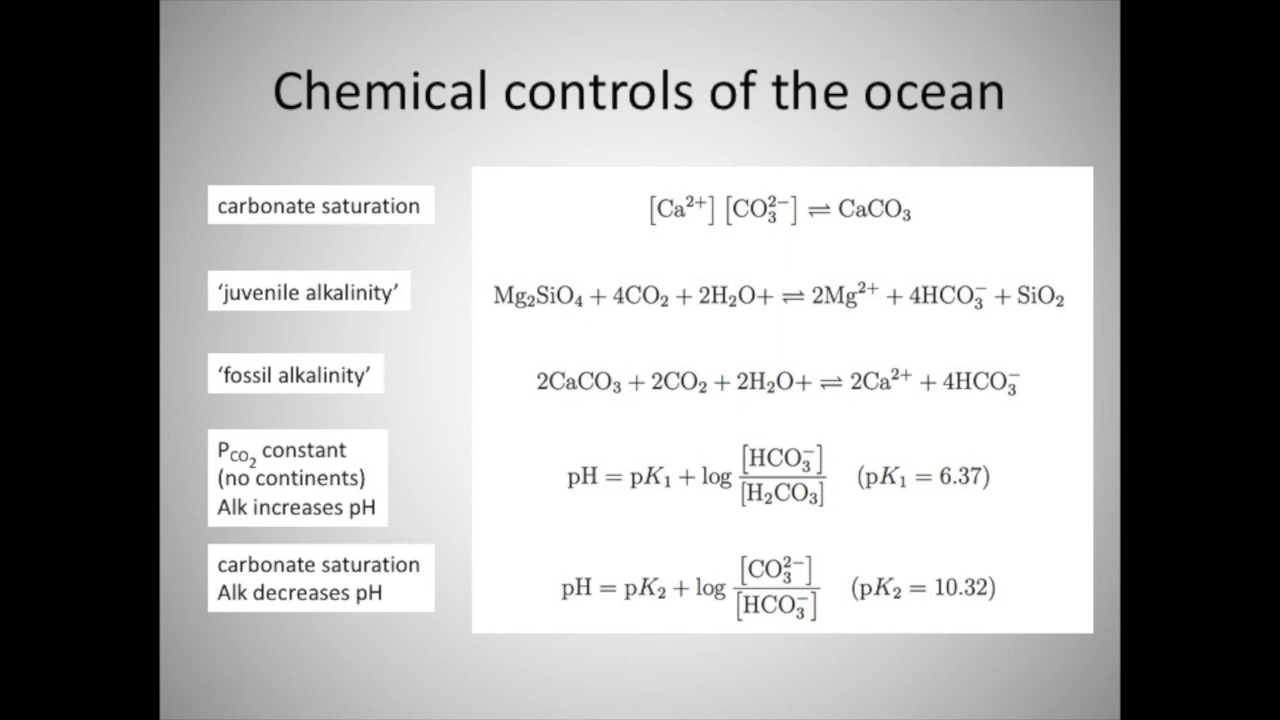 Chemical controls of the ocean
carbonate saturation
[Ca²⁺] [CO₃²⁻] ⇌ CaCO₃
‘juvenile alkalinity’
Mg₂SiO₄ + 4CO₂ + 2H₂O+ ⇌ 2Mg²⁺ + 4HCO₃⁻ + SiO₂
‘fossil alkalinity’
2CaCO₃ + 2CO₂ + 2H₂O+ ⇌ 2Ca²⁺ + 4HCO₃⁻
P_CO₂ constant
(no continents)
Alk increases pH
pH = pK₁ + log [HCO₃⁻] / [H₂CO₃] (pK₁ = 6.37)
carbonate saturation
Alk decreases pH
pH = pK₂ + log [CO₃²⁻] / [HCO₃⁻] (pK₂ = 10.32)